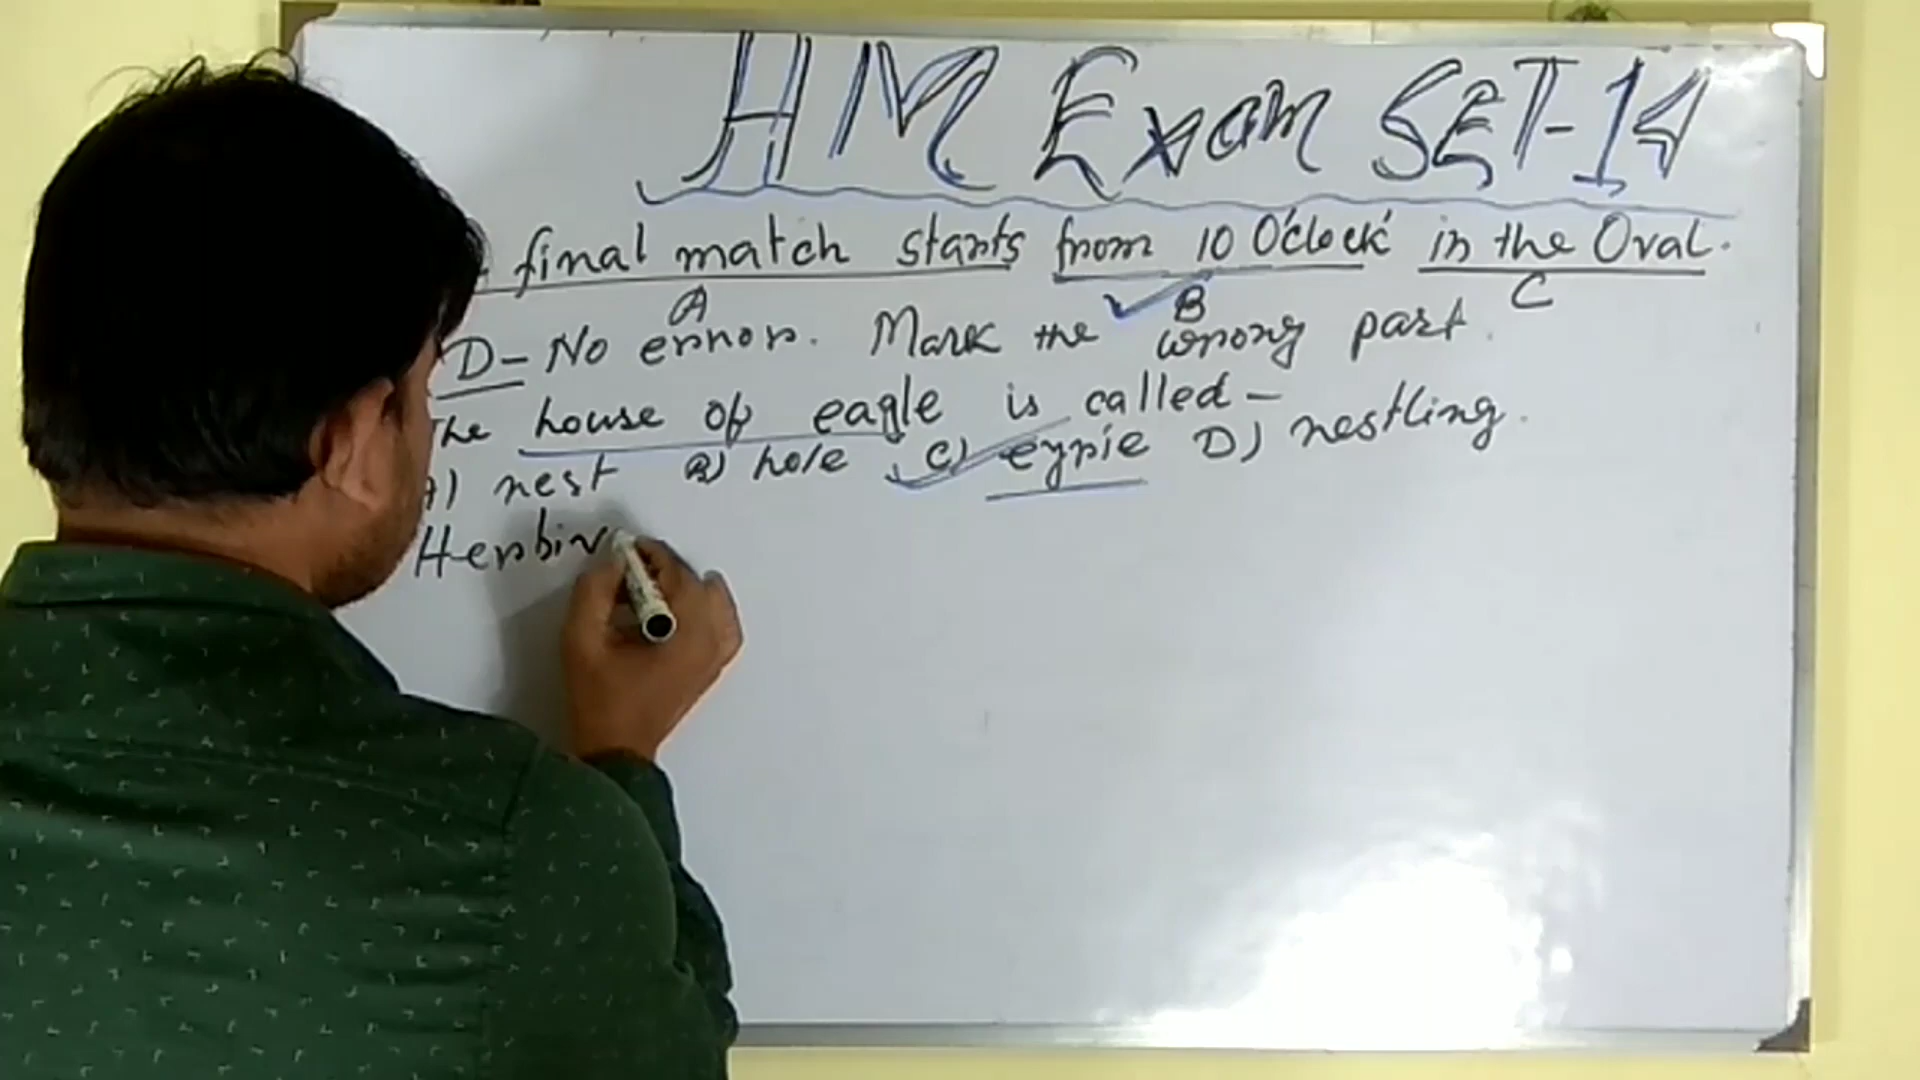 HM Exam SET-14
final match starts from 10 O'clock' in the Oval.
A B C
D- No error. Mark the wrong part.
The house of eagle is called-
A) nest B) hole C) eyrie D) nestling.
Herbiv